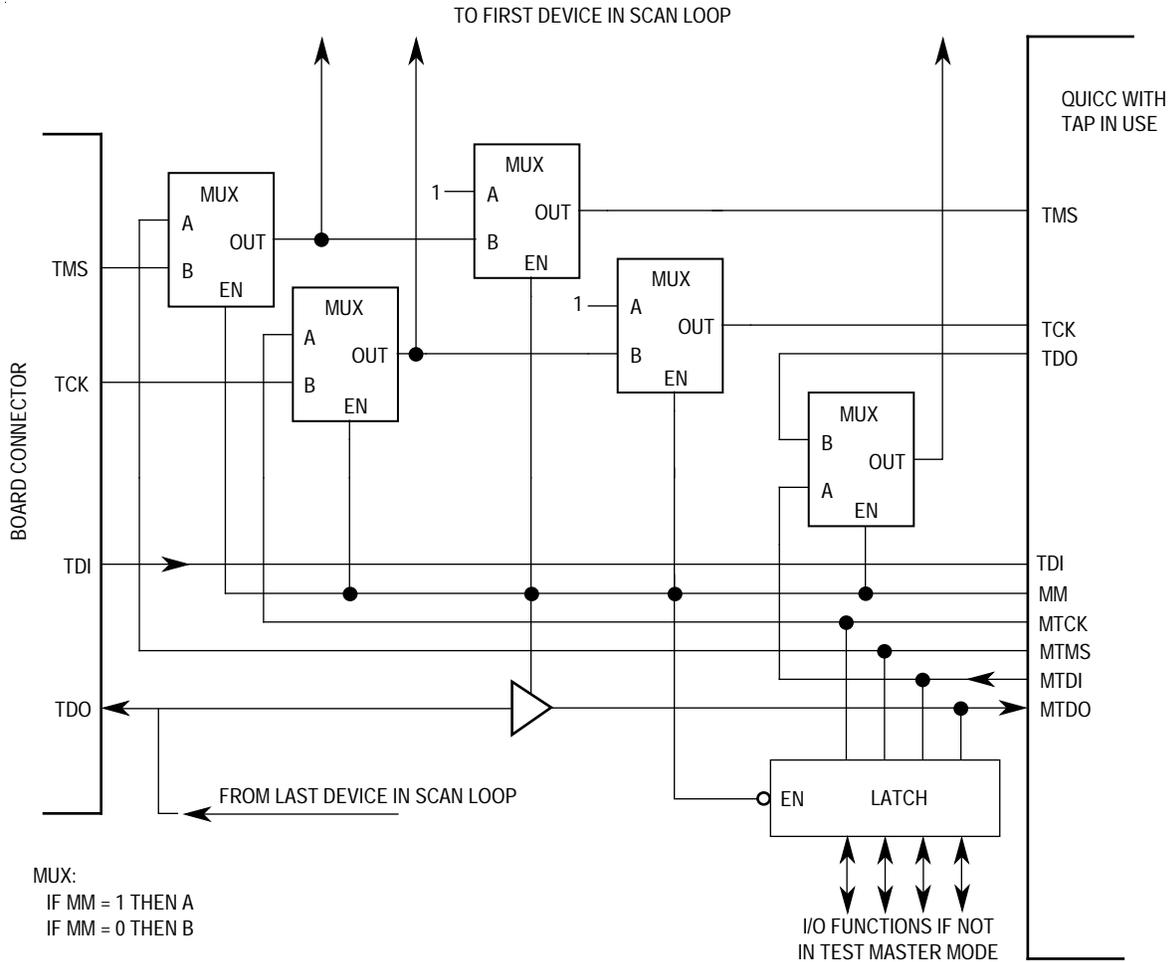 TO FIRST DEVICE IN SCAN LOOP
QUICC WITH
TAP IN USE
BOARD CONNECTOR
TMS
TCK
TDI
TDO
MUX
A
OUT
B
EN
MUX
A
OUT
B
EN
1
MUX
A
OUT
B
EN
1
MUX
A
OUT
B
EN
MUX
B
OUT
A
EN
TMS
TCK
TDO
TDI
MM
MTCK
MTMS
MTDI
MTDO
EN LATCH
FROM LAST DEVICE IN SCAN LOOP
I/O FUNCTIONS IF NOT
IN TEST MASTER MODE
MUX:
IF MM = 1 THEN A
IF MM = 0 THEN B